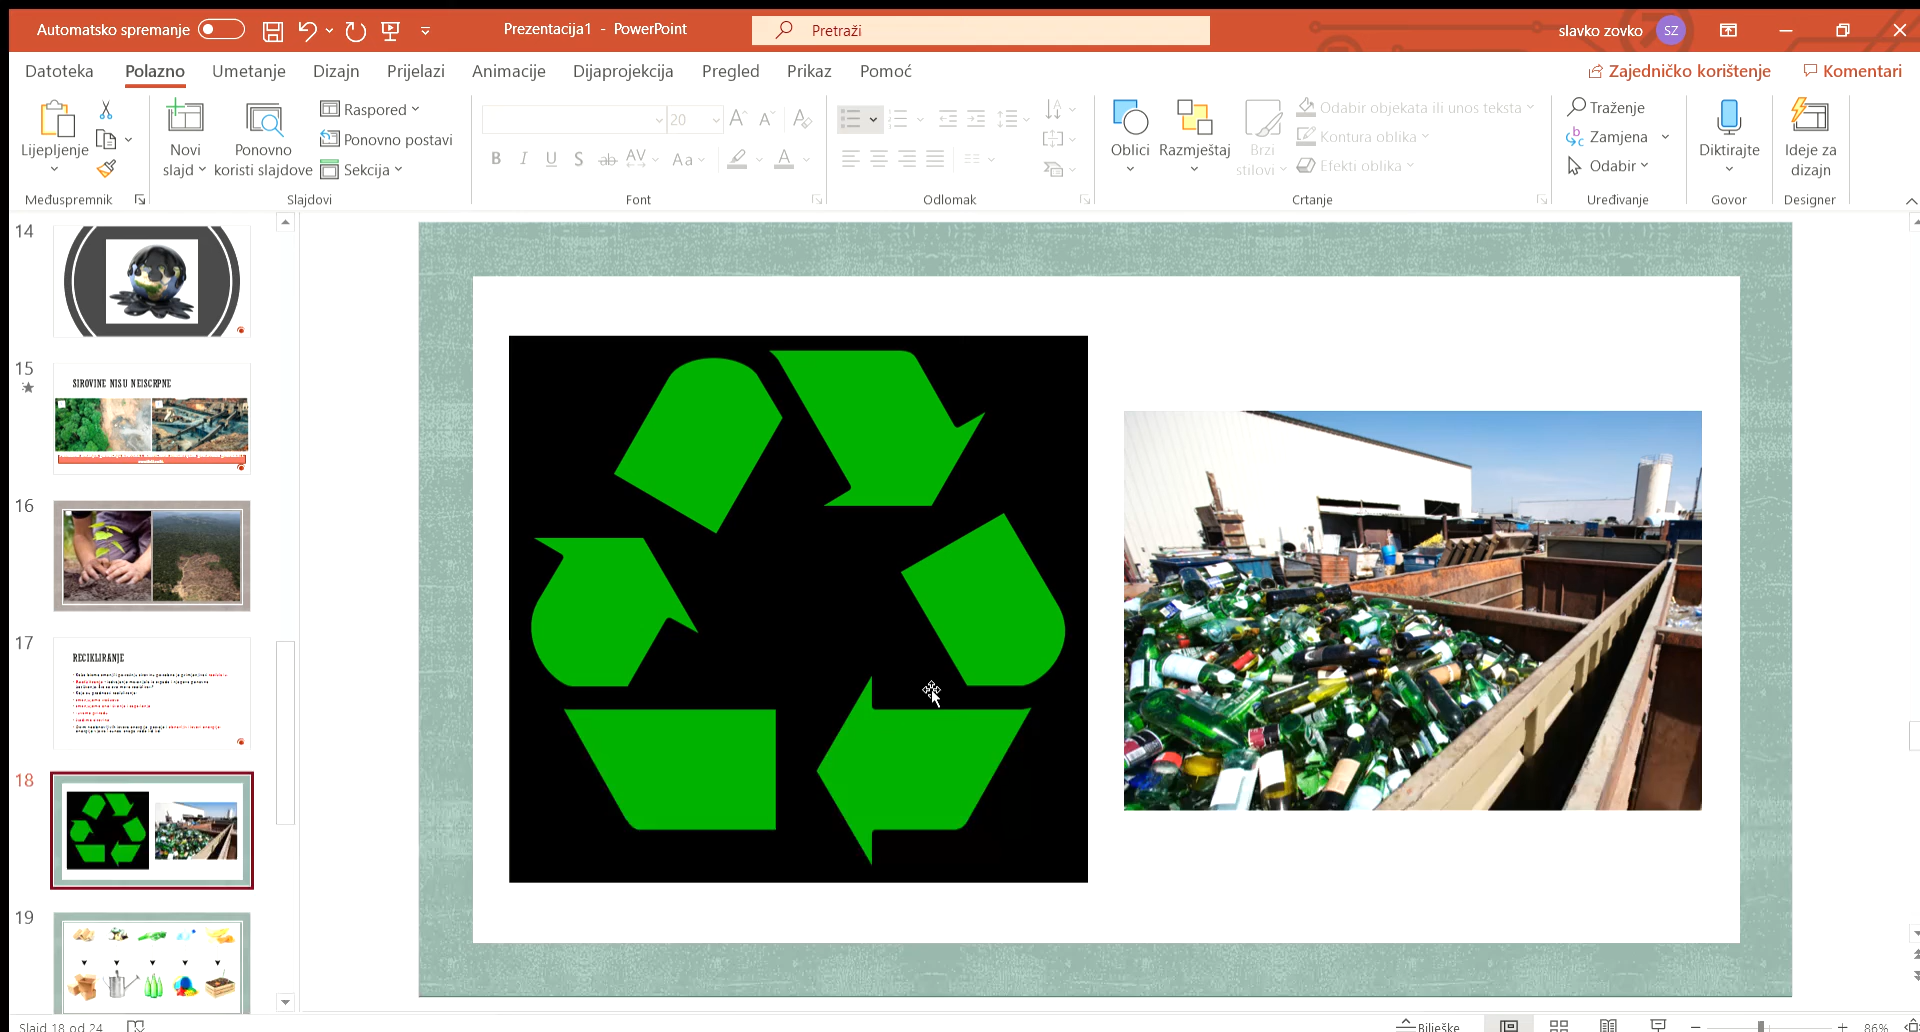 Automatsko spremanje
Prezentacija1 - PowerPoint
Pretraži
slavko zovko
SZ
Datoteka Polazno Umetanje Dizajn Prijelazi Animacije Dijaprojekcija Pregled Prikaz Pomoć
Zajedničko korištenje Komentari
Lijepljenje
Međuspremnik
Novi
slajd
Ponovno
koristi slajdove
Raspored
Ponovno postavi
Sekcija
Slajdovi
20
Font
Odlomak
Oblici
Razmještaj
Brzi
stilovi
Odabir objekata ili unos teksta
Kontura oblika
Efekti oblika
Crtanje
Traženje
Zamjena
Odabir
Uređivanje
Diktirajte
Govor
Ideje za
dizajn
Designer
14
15
SIROVINE NISU NEISCRPNE
16
17
RECIKLIRANJE
18
19
Slajd 18 od 24
Bilješke
86%